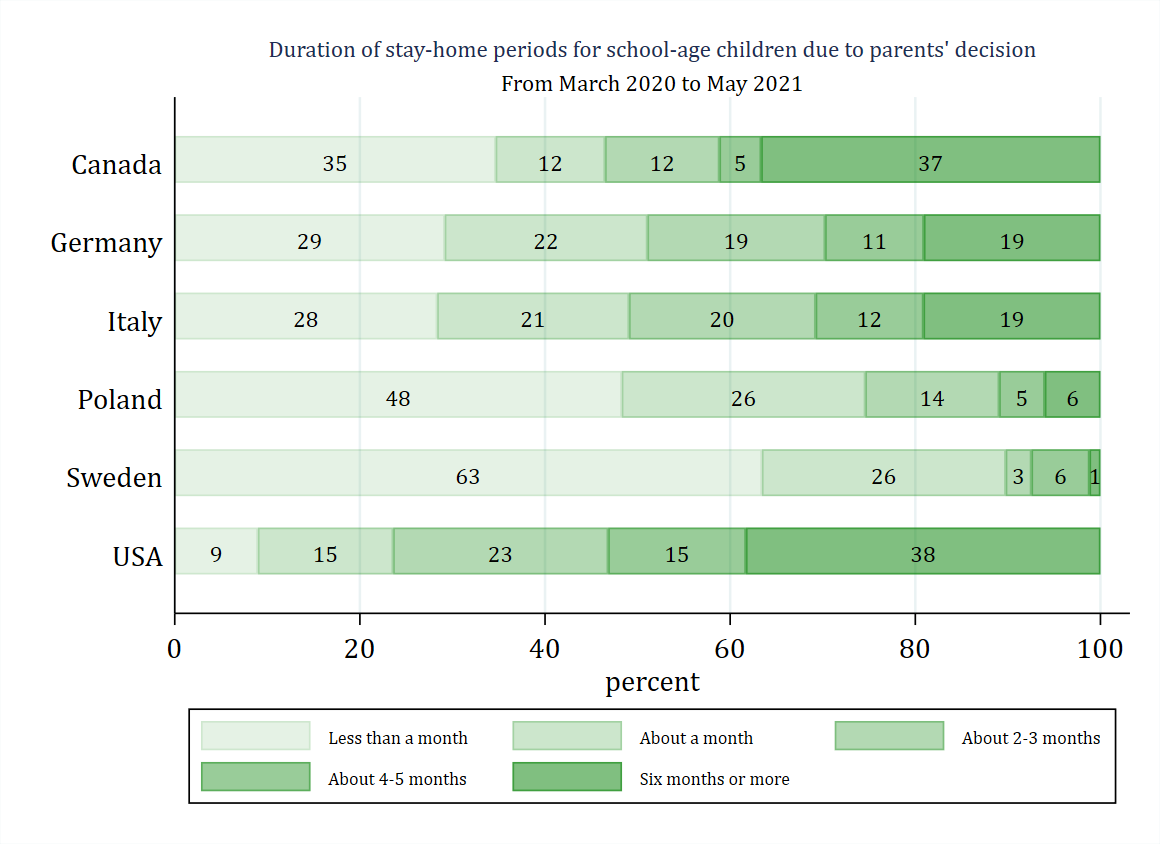 Duration of stay-home periods for school-age children due to parents' decision
From March 2020 to May 2021
Canada 35 12 12 5 37
Germany 29 22 19 11 19
Italy 28 21 20 12 19
Poland 48 26 14 5 6
Sweden 63 26 3 6 1
USA 9 15 23 15 38
0 20 40 60 80 100
percent
Less than a month About a month About 2-3 months
About 4-5 months Six months or more